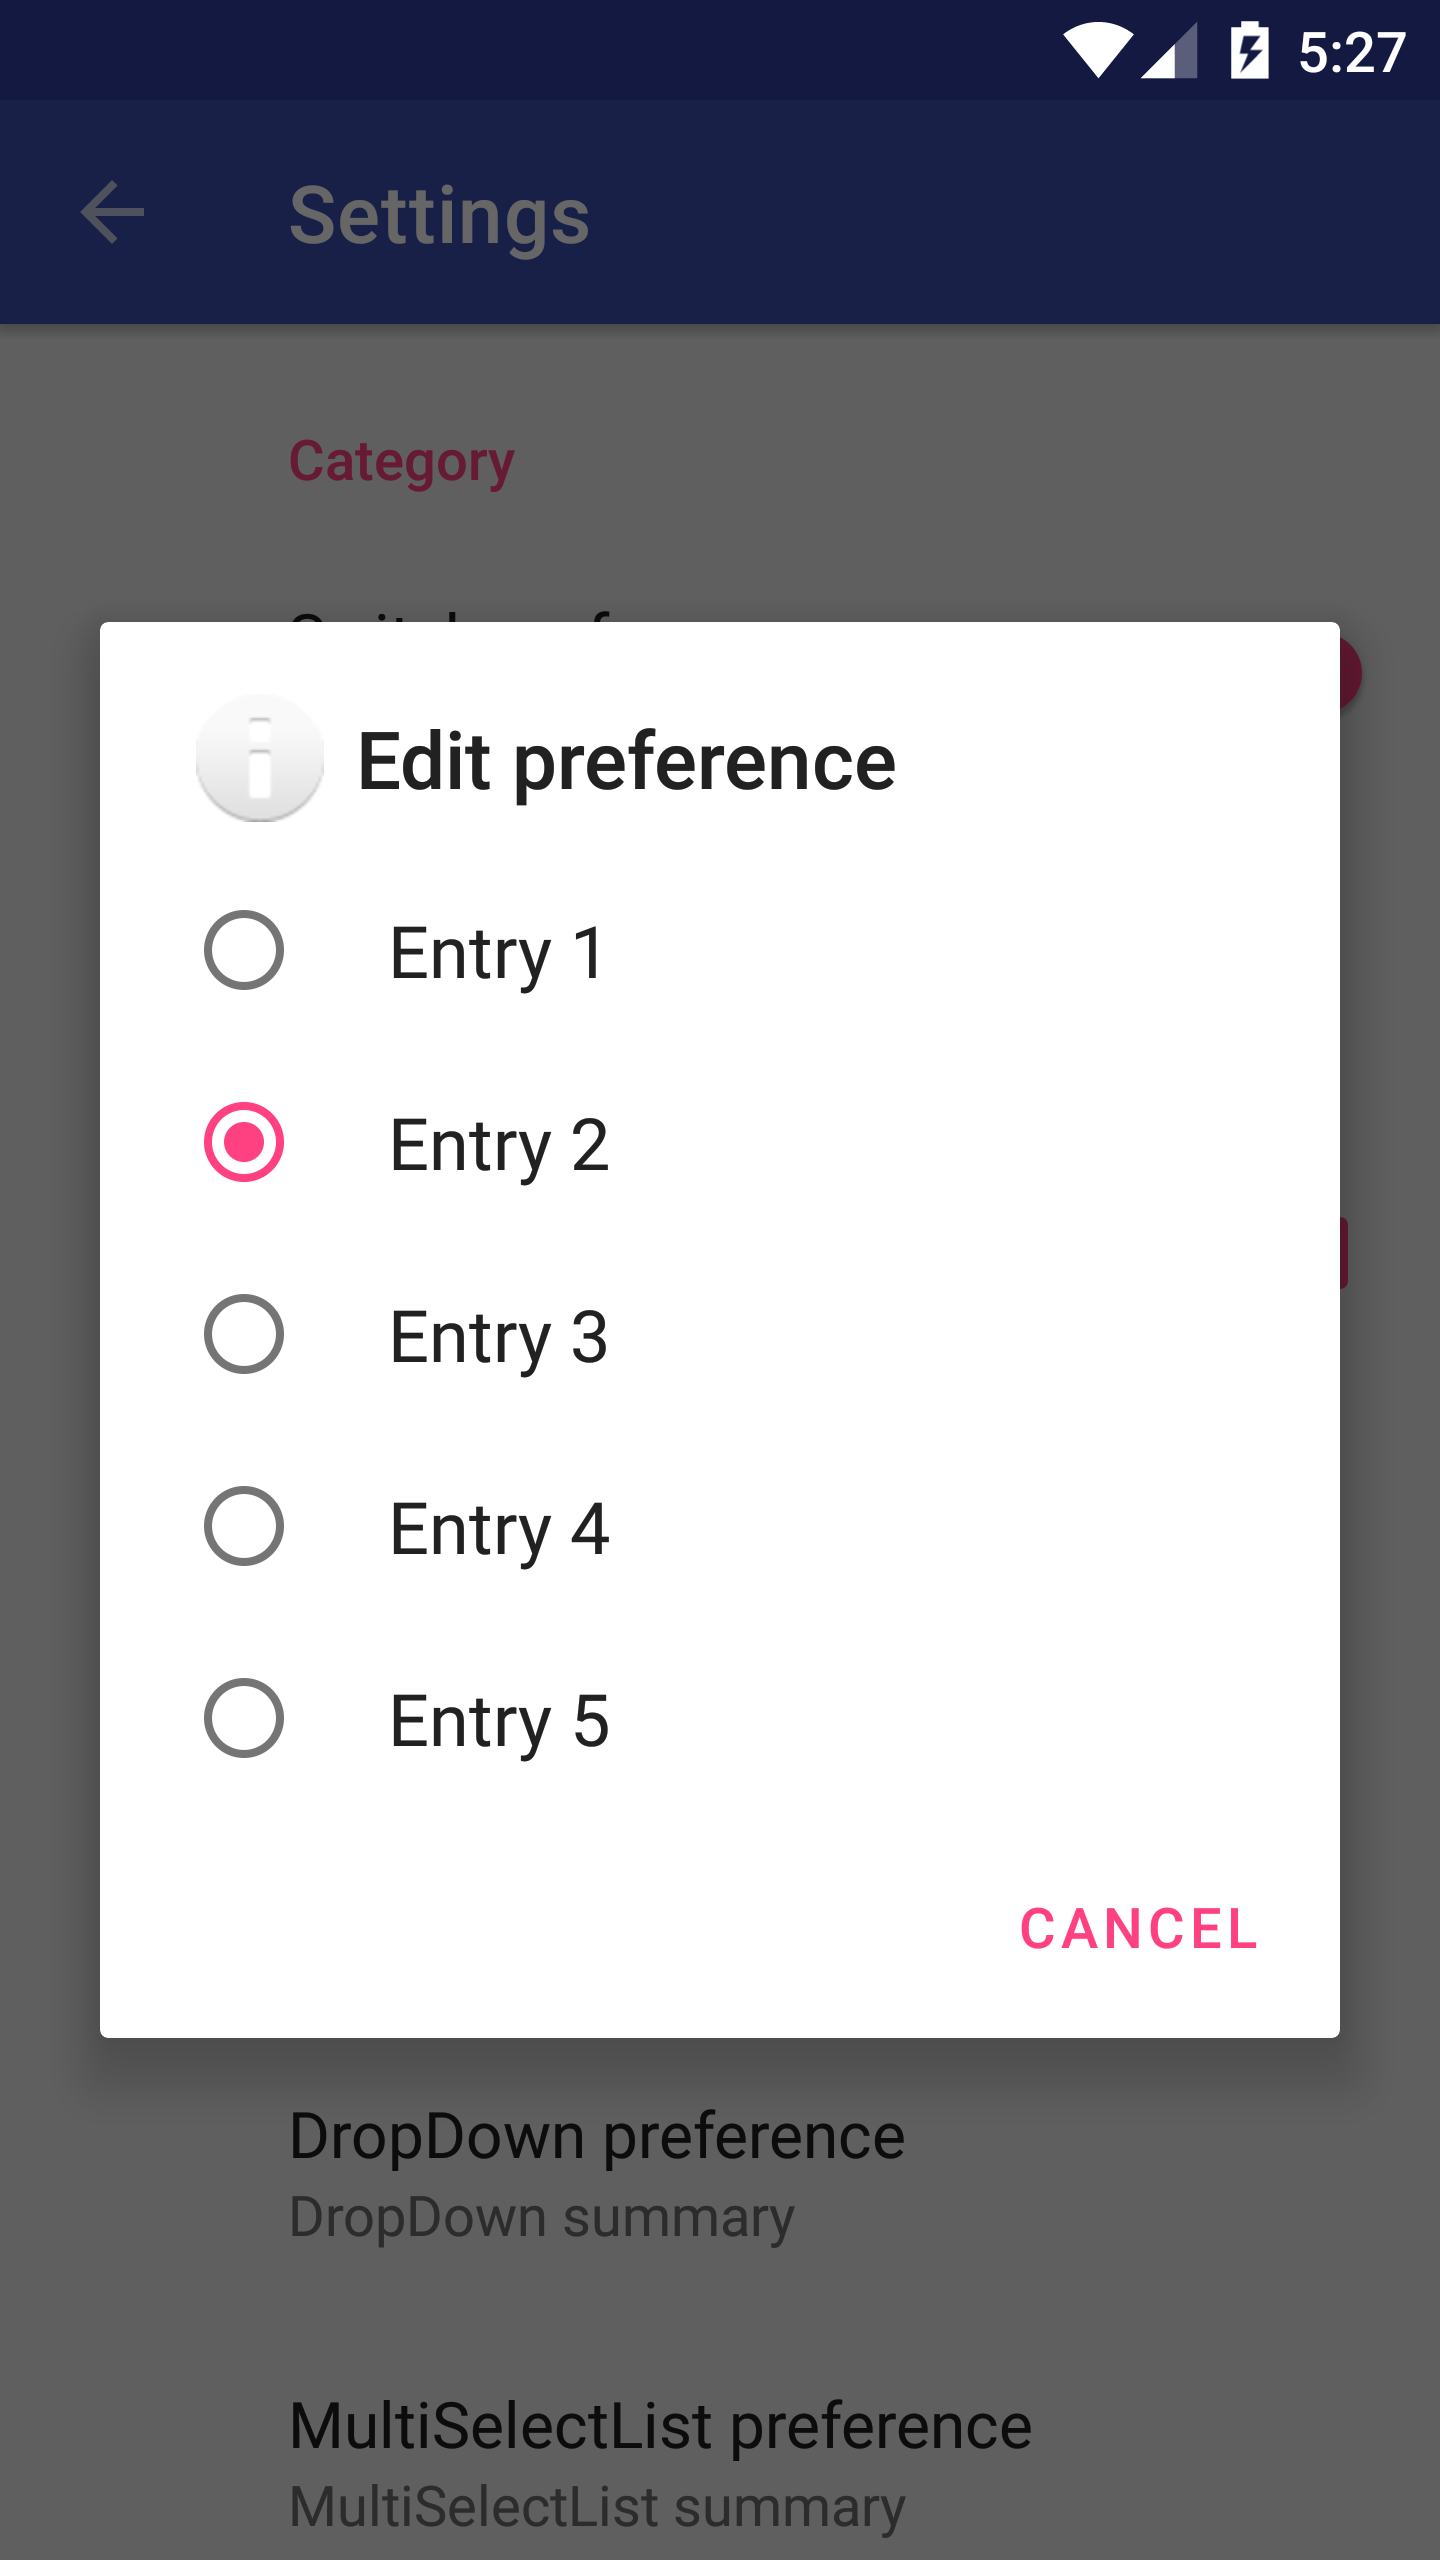 5:27
Settings
Category
Edit preference
Entry 1
Entry 2
Entry 3
Entry 4
Entry 5
CANCEL
DropDown preference
DropDown summary
MultiSelectList preference
MultiSelectList summary